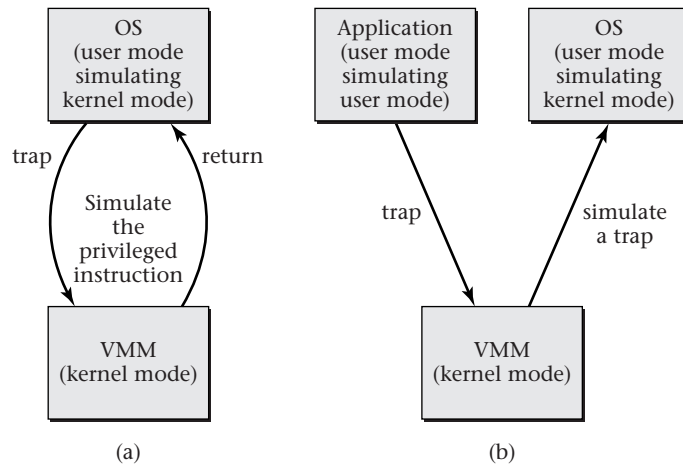 OS
(user mode
simulating
kernel mode)
trap
return
Simulate
the
privileged
instruction
VMM
(kernel mode)
(a)
Application
(user mode
simulating
user mode)
OS
(user mode
simulating
kernel mode)
trap
simulate
a trap
VMM
(kernel mode)
(b)